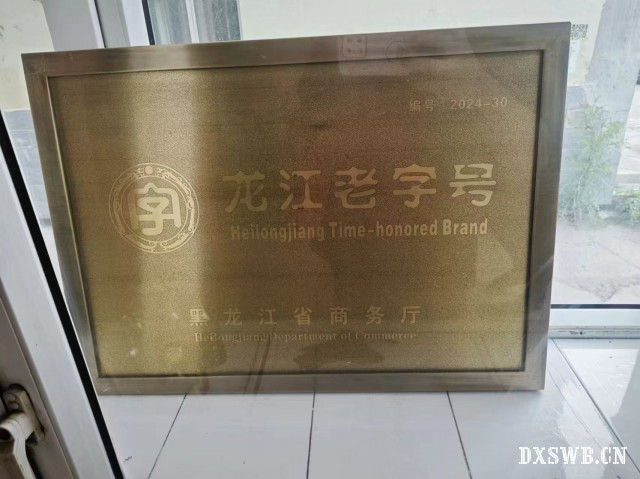 编号：2024-30
字
龙江老字号
Heilongjiang Time-honored Brand
黑龙江省商务厅
Heilongjiang Department of Commerce
DXSWB.CN